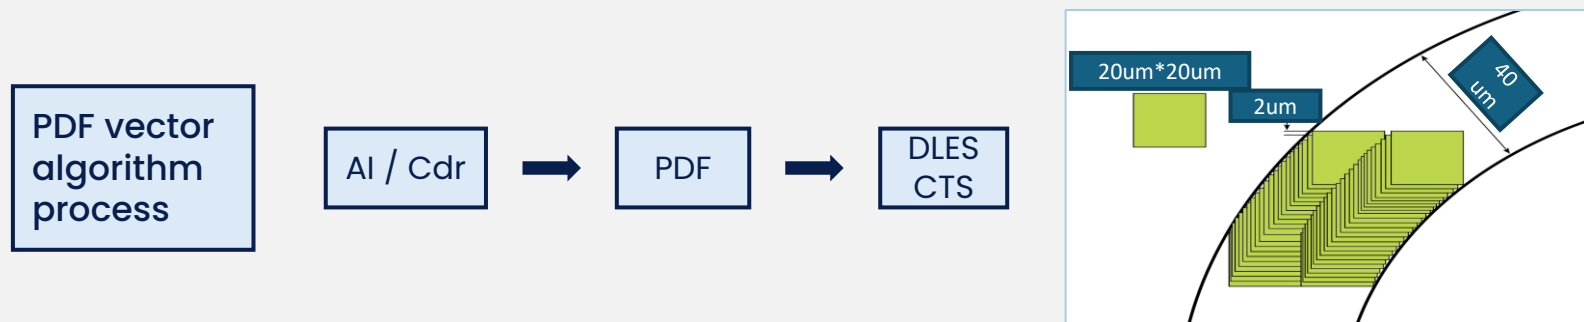 PDF vector
algorithm
process
AI / Cdr
PDF
DLES
CTS
20um*20um
2um
40
um